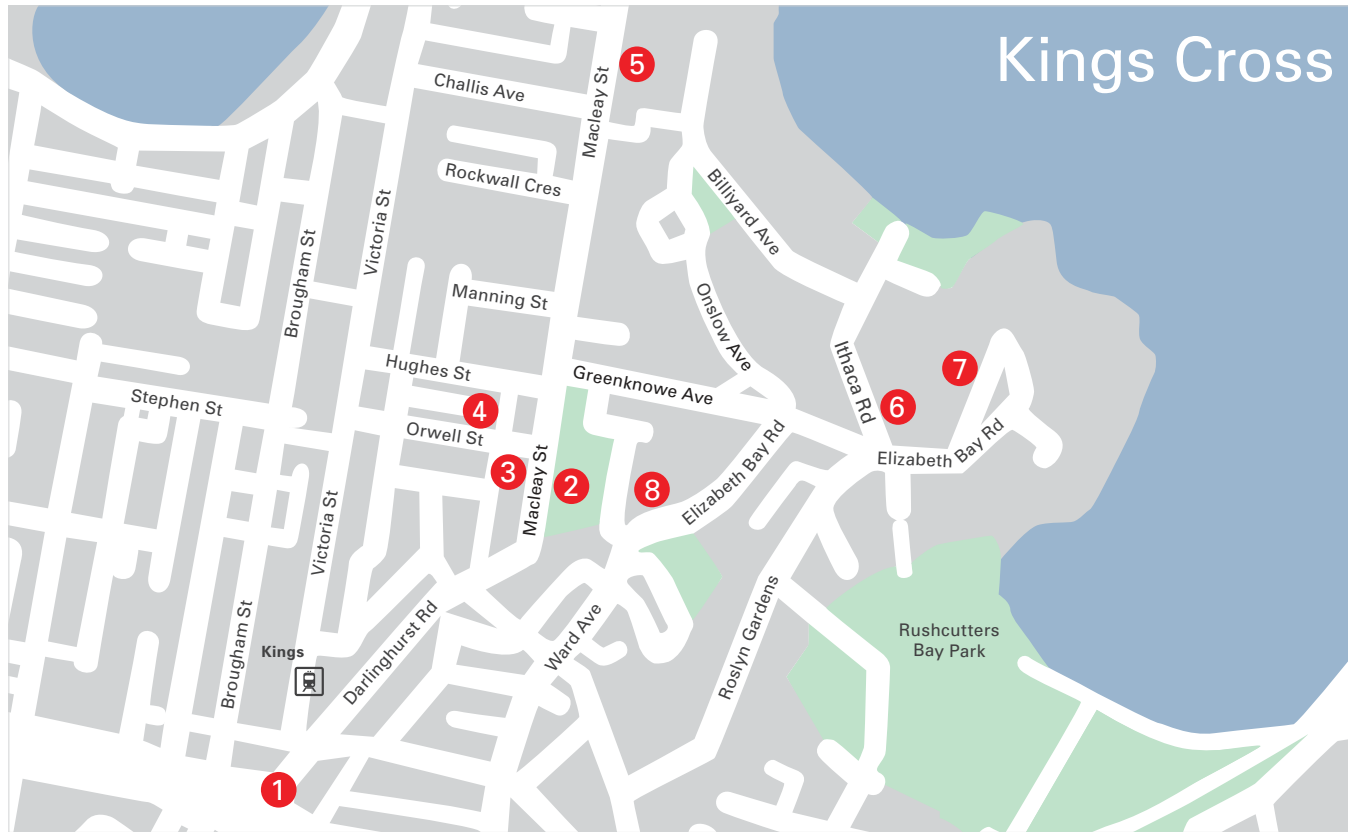 Kings Cross
5
Challis Ave
Macleay St
Rockwall Cres
Billiyard Ave
Victoria St
Brougham St
Manning St
Onslow Ave
Hughes St
Greenknowe Ave
Ithaca Rd
7
Stephen St
4
6
Orwell St
Elizabeth Bay Rd
3
Macleay St
2
8
Elizabeth Bay Rd
Victoria St
Roslyn Gardens
Rushcutters
Bay Park
Ward Ave
Brougham St
Kings
Darlinghurst Rd
1